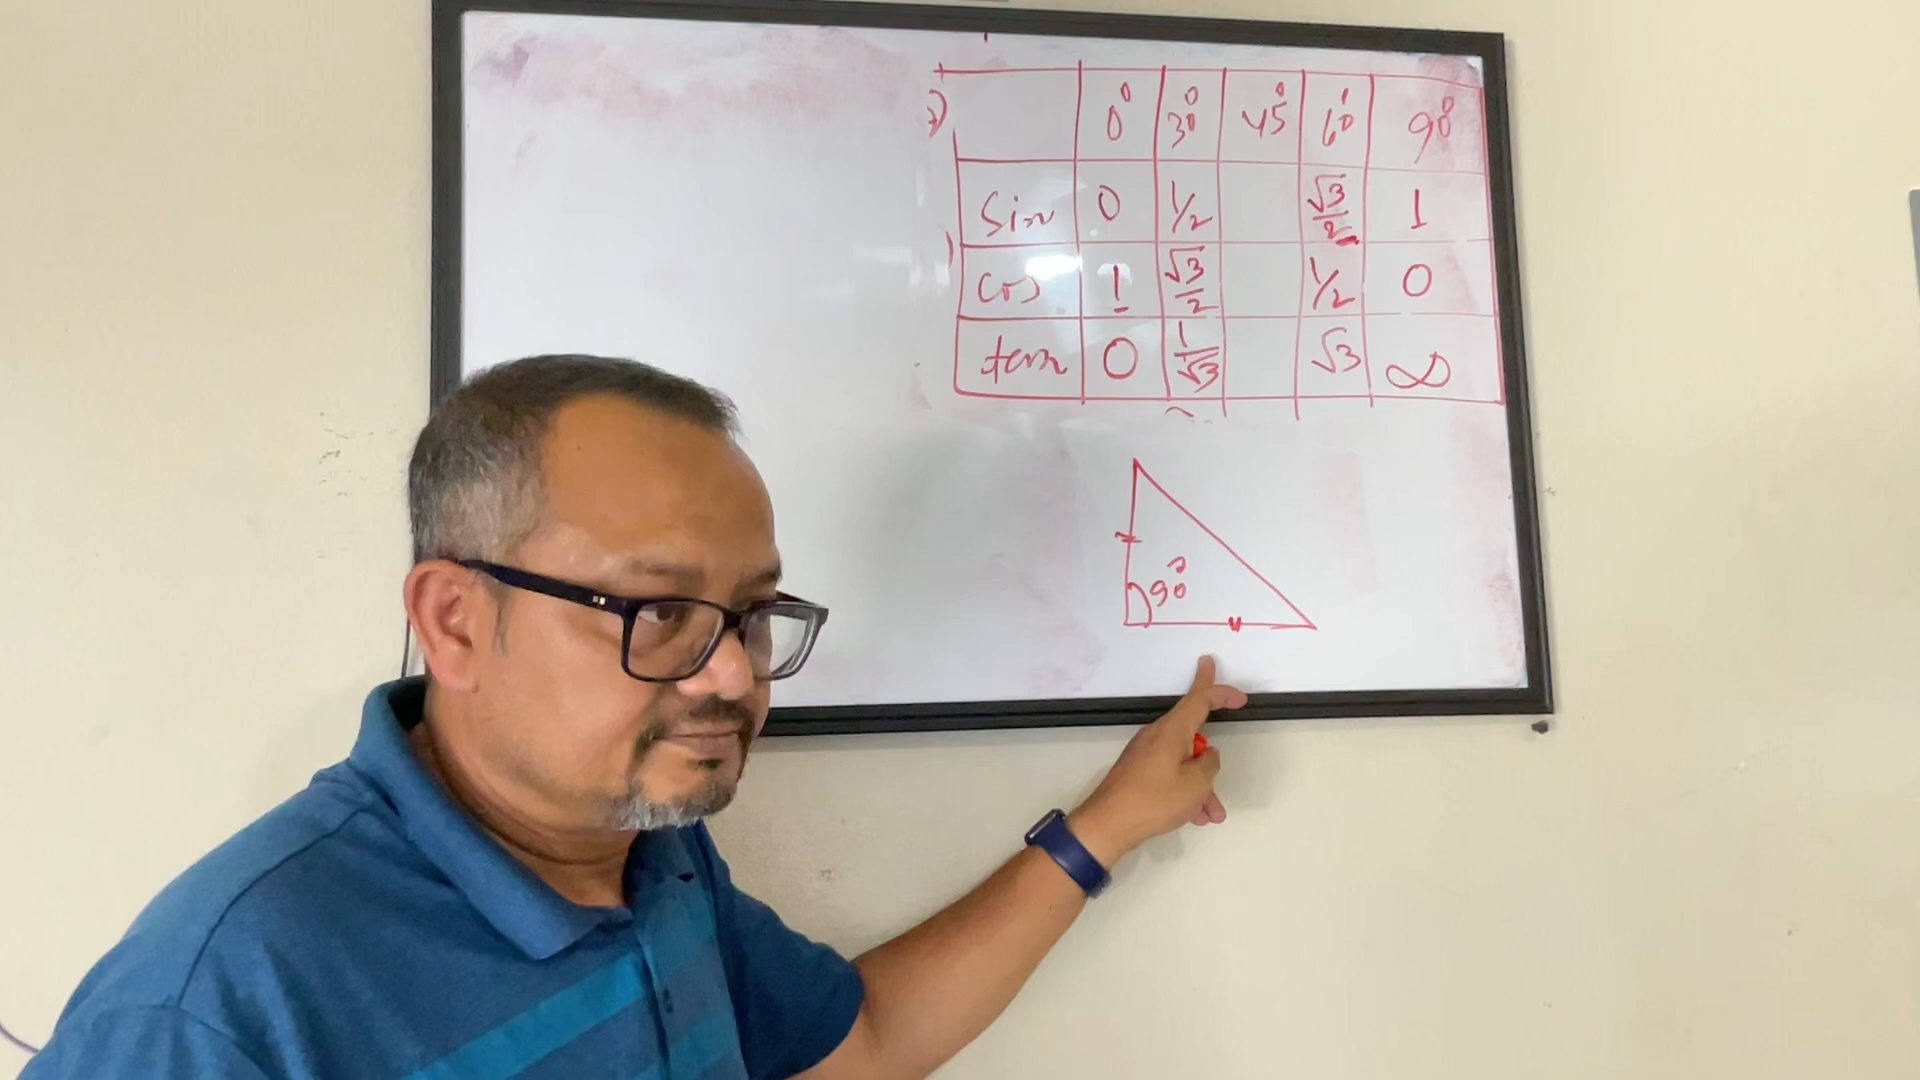 0° 30° 45° 60° 90°
Sin 0 1/2 √3/2 1
Cos 1 √3/2 1/2 0
tan 0 1/√3 √3 ∞
90°